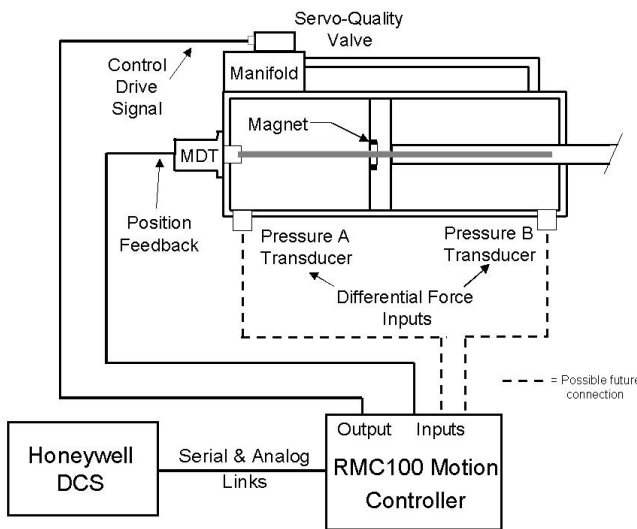 Servo-Quality
Valve
Control
Drive
Signal
Manifold
Magnet
MDT
Position
Feedback
Pressure A
Transducer
Pressure B
Transducer
Differential Force
Inputs
= Possible future
connection
Output
Inputs
Honeywell
DCS
Serial & Analog
Links
RMC100 Motion
Controller